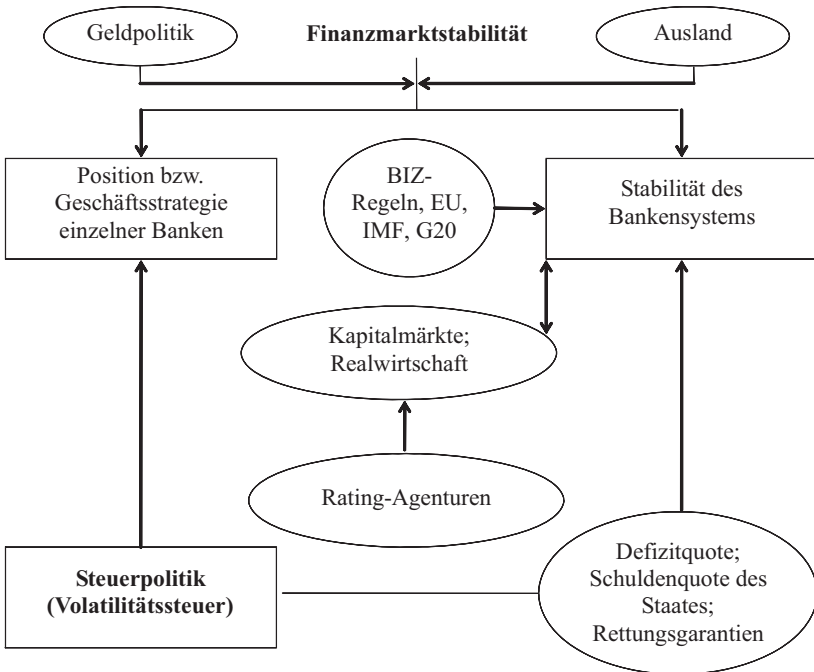 Geldpolitik
Finanzmarktstabilität
Ausland
Position bzw.
Geschäftsstrategie
einzelner Banken
BIZ-
Regeln, EU,
IMF, G20
Stabilität des
Bankensystems
Kapitalmärkte;
Realwirtschaft
Rating-Agenturen
Steuerpolitik
(Volatilitätssteuer)
Defizitquote;
Schuldenquote des
Staates;
Rettungsgarantien